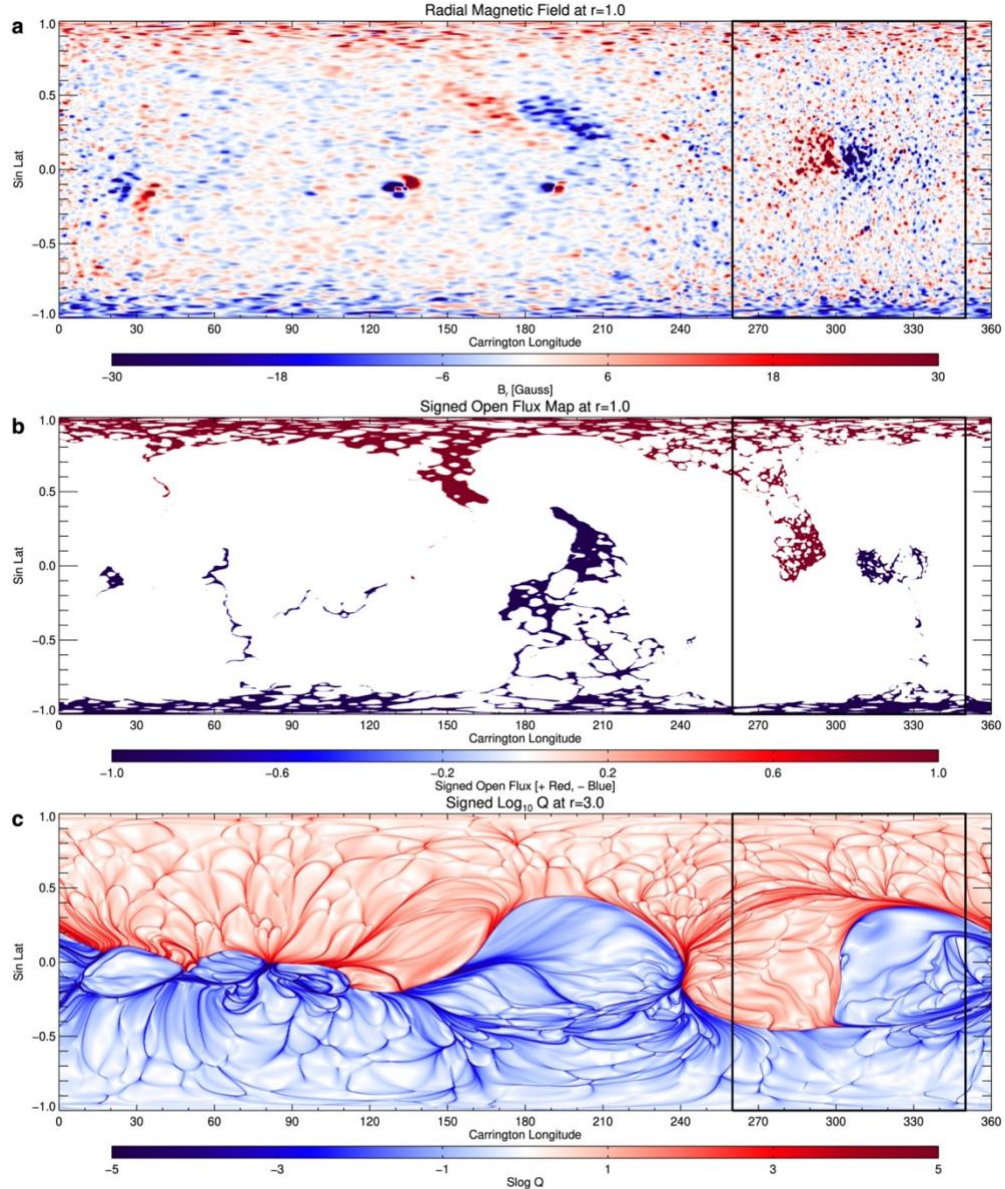 a
Radial Magnetic Field at r=1.0
1.0
0.5
0.0
−0.5
−1.0
Sin Lat
0 30 60 90 120 150 180 210 240 270 300 330 360
Carrington Longitude
−30 −18 −6 6 18 30
Br [Gauss]
b
Signed Open Flux Map at r=1.0
1.0
0.5
0.0
−0.5
−1.0
Sin Lat
0 30 60 90 120 150 180 210 240 270 300 330 360
Carrington Longitude
−1.0 −0.6 −0.2 0.2 0.6 1.0
Signed Open Flux [+ Red, − Blue]
c
Signed Log10 Q at r=3.0
1.0
0.5
0.0
−0.5
−1.0
Sin Lat
0 30 60 90 120 150 180 210 240 270 300 330 360
Carrington Longitude
−5 −3 −1 1 3 5
Slog Q